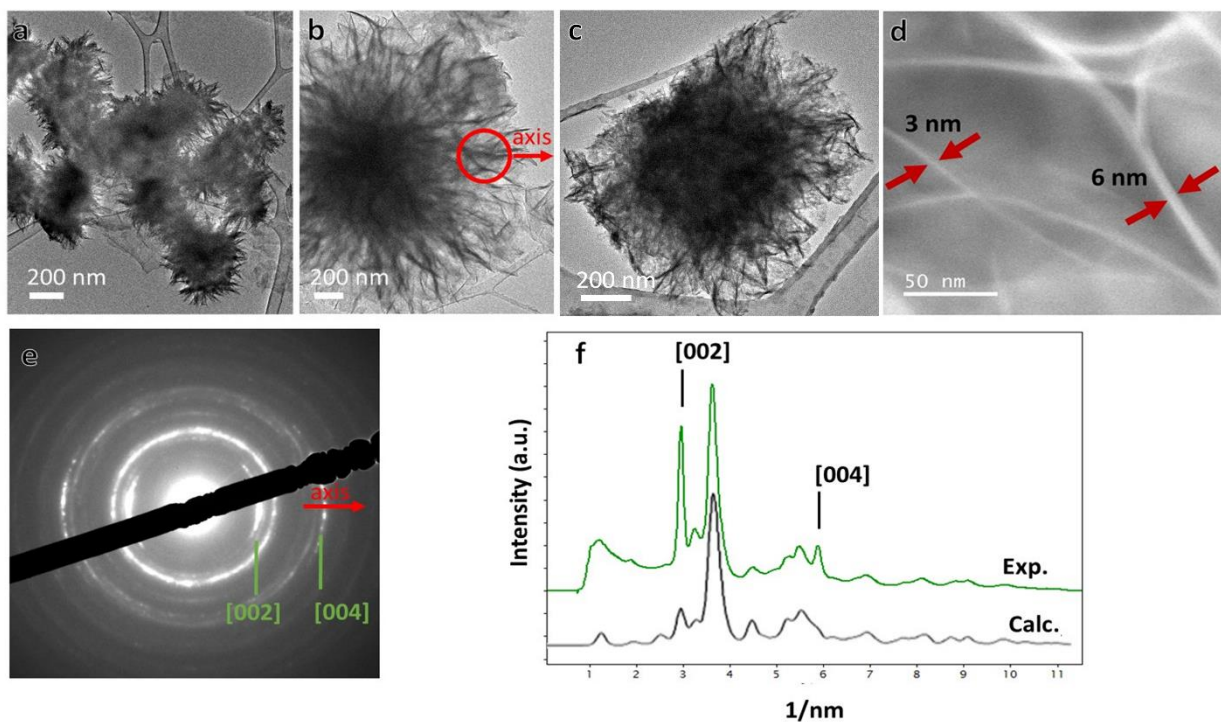 a
200 nm
b
axis
200 nm
c
200 nm
d
3 nm
6 nm
50 nm
e
axis
[002]
[004]
f
[002]
[004]
Intensity (a.u.)
Exp.
Calc.
1 2 3 4 5 6 7 8 9 10 11
1/nm